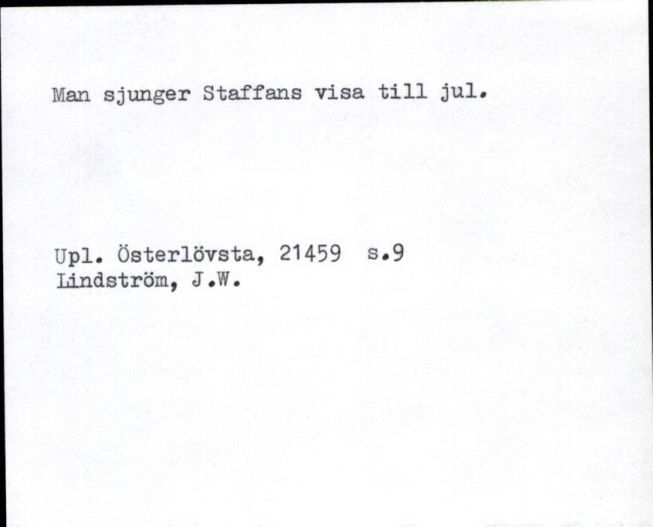 Man sjunger Staffans visa till jul.
Upl. Österlövsta, 21459 s.9
Lindström, J.W.